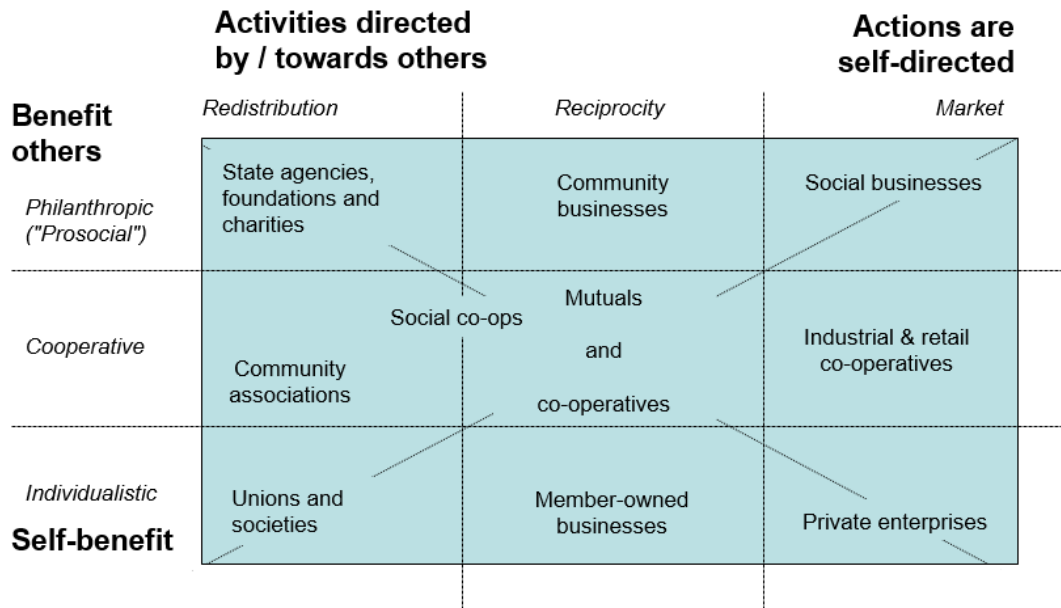 Activities directed
by / towards others
Actions are
self-directed
Redistribution
Reciprocity
Market
Benefit
others
Philanthropic
("Prosocial")
State agencies,
foundations and
charities
Community
businesses
Social businesses
Cooperative
Social co-ops
Community
associations
Mutuals
and
co-operatives
Industrial & retail
co-operatives
Individualistic
Self-benefit
Unions and
societies
Member-owned
businesses
Private enterprises